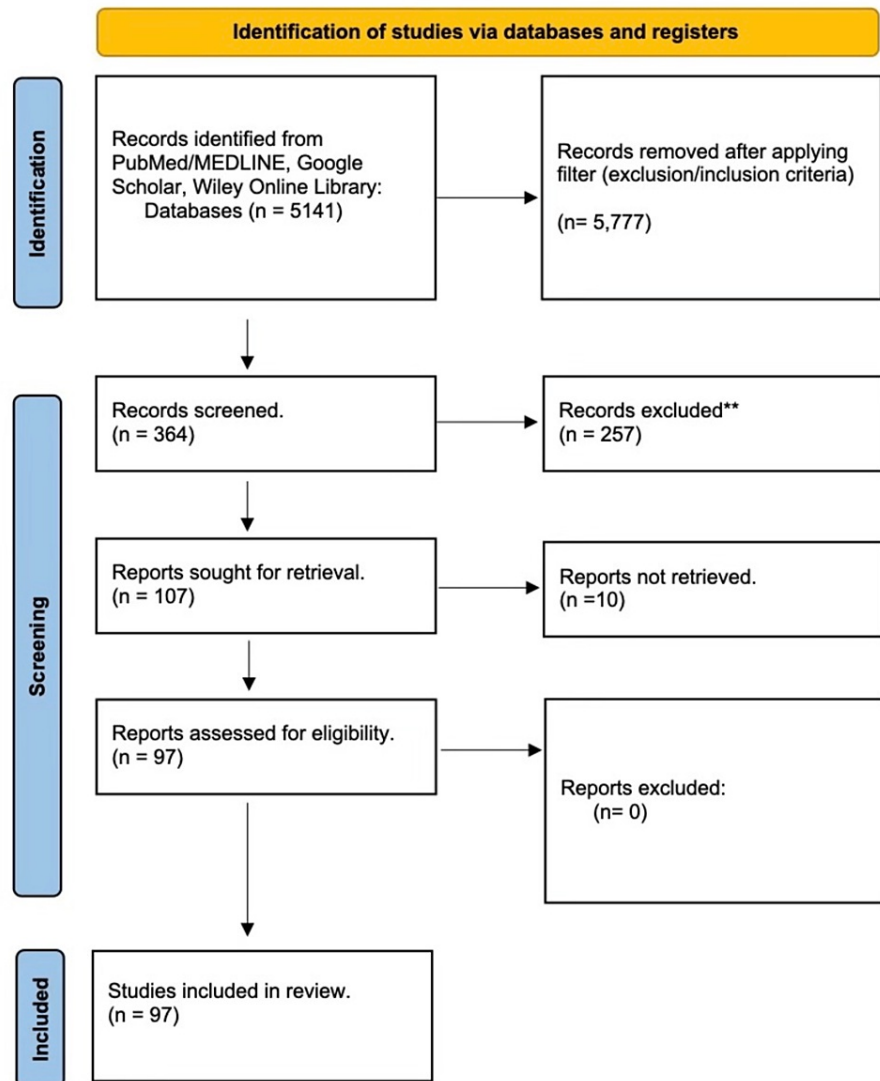 Identification of studies via databases and registers
Identification
Records identified from
PubMed/MEDLINE, Google
Scholar, Wiley Online Library:
Databases (n = 5141)
Records removed after applying
filter (exclusion/inclusion criteria)
(n= 5,777)
Screening
Records screened.
(n = 364)
Records excluded**
(n = 257)
Reports sought for retrieval.
(n = 107)
Reports not retrieved.
(n =10)
Reports assessed for eligibility.
(n = 97)
Reports excluded:
(n= 0)
Included
Studies included in review.
(n = 97)